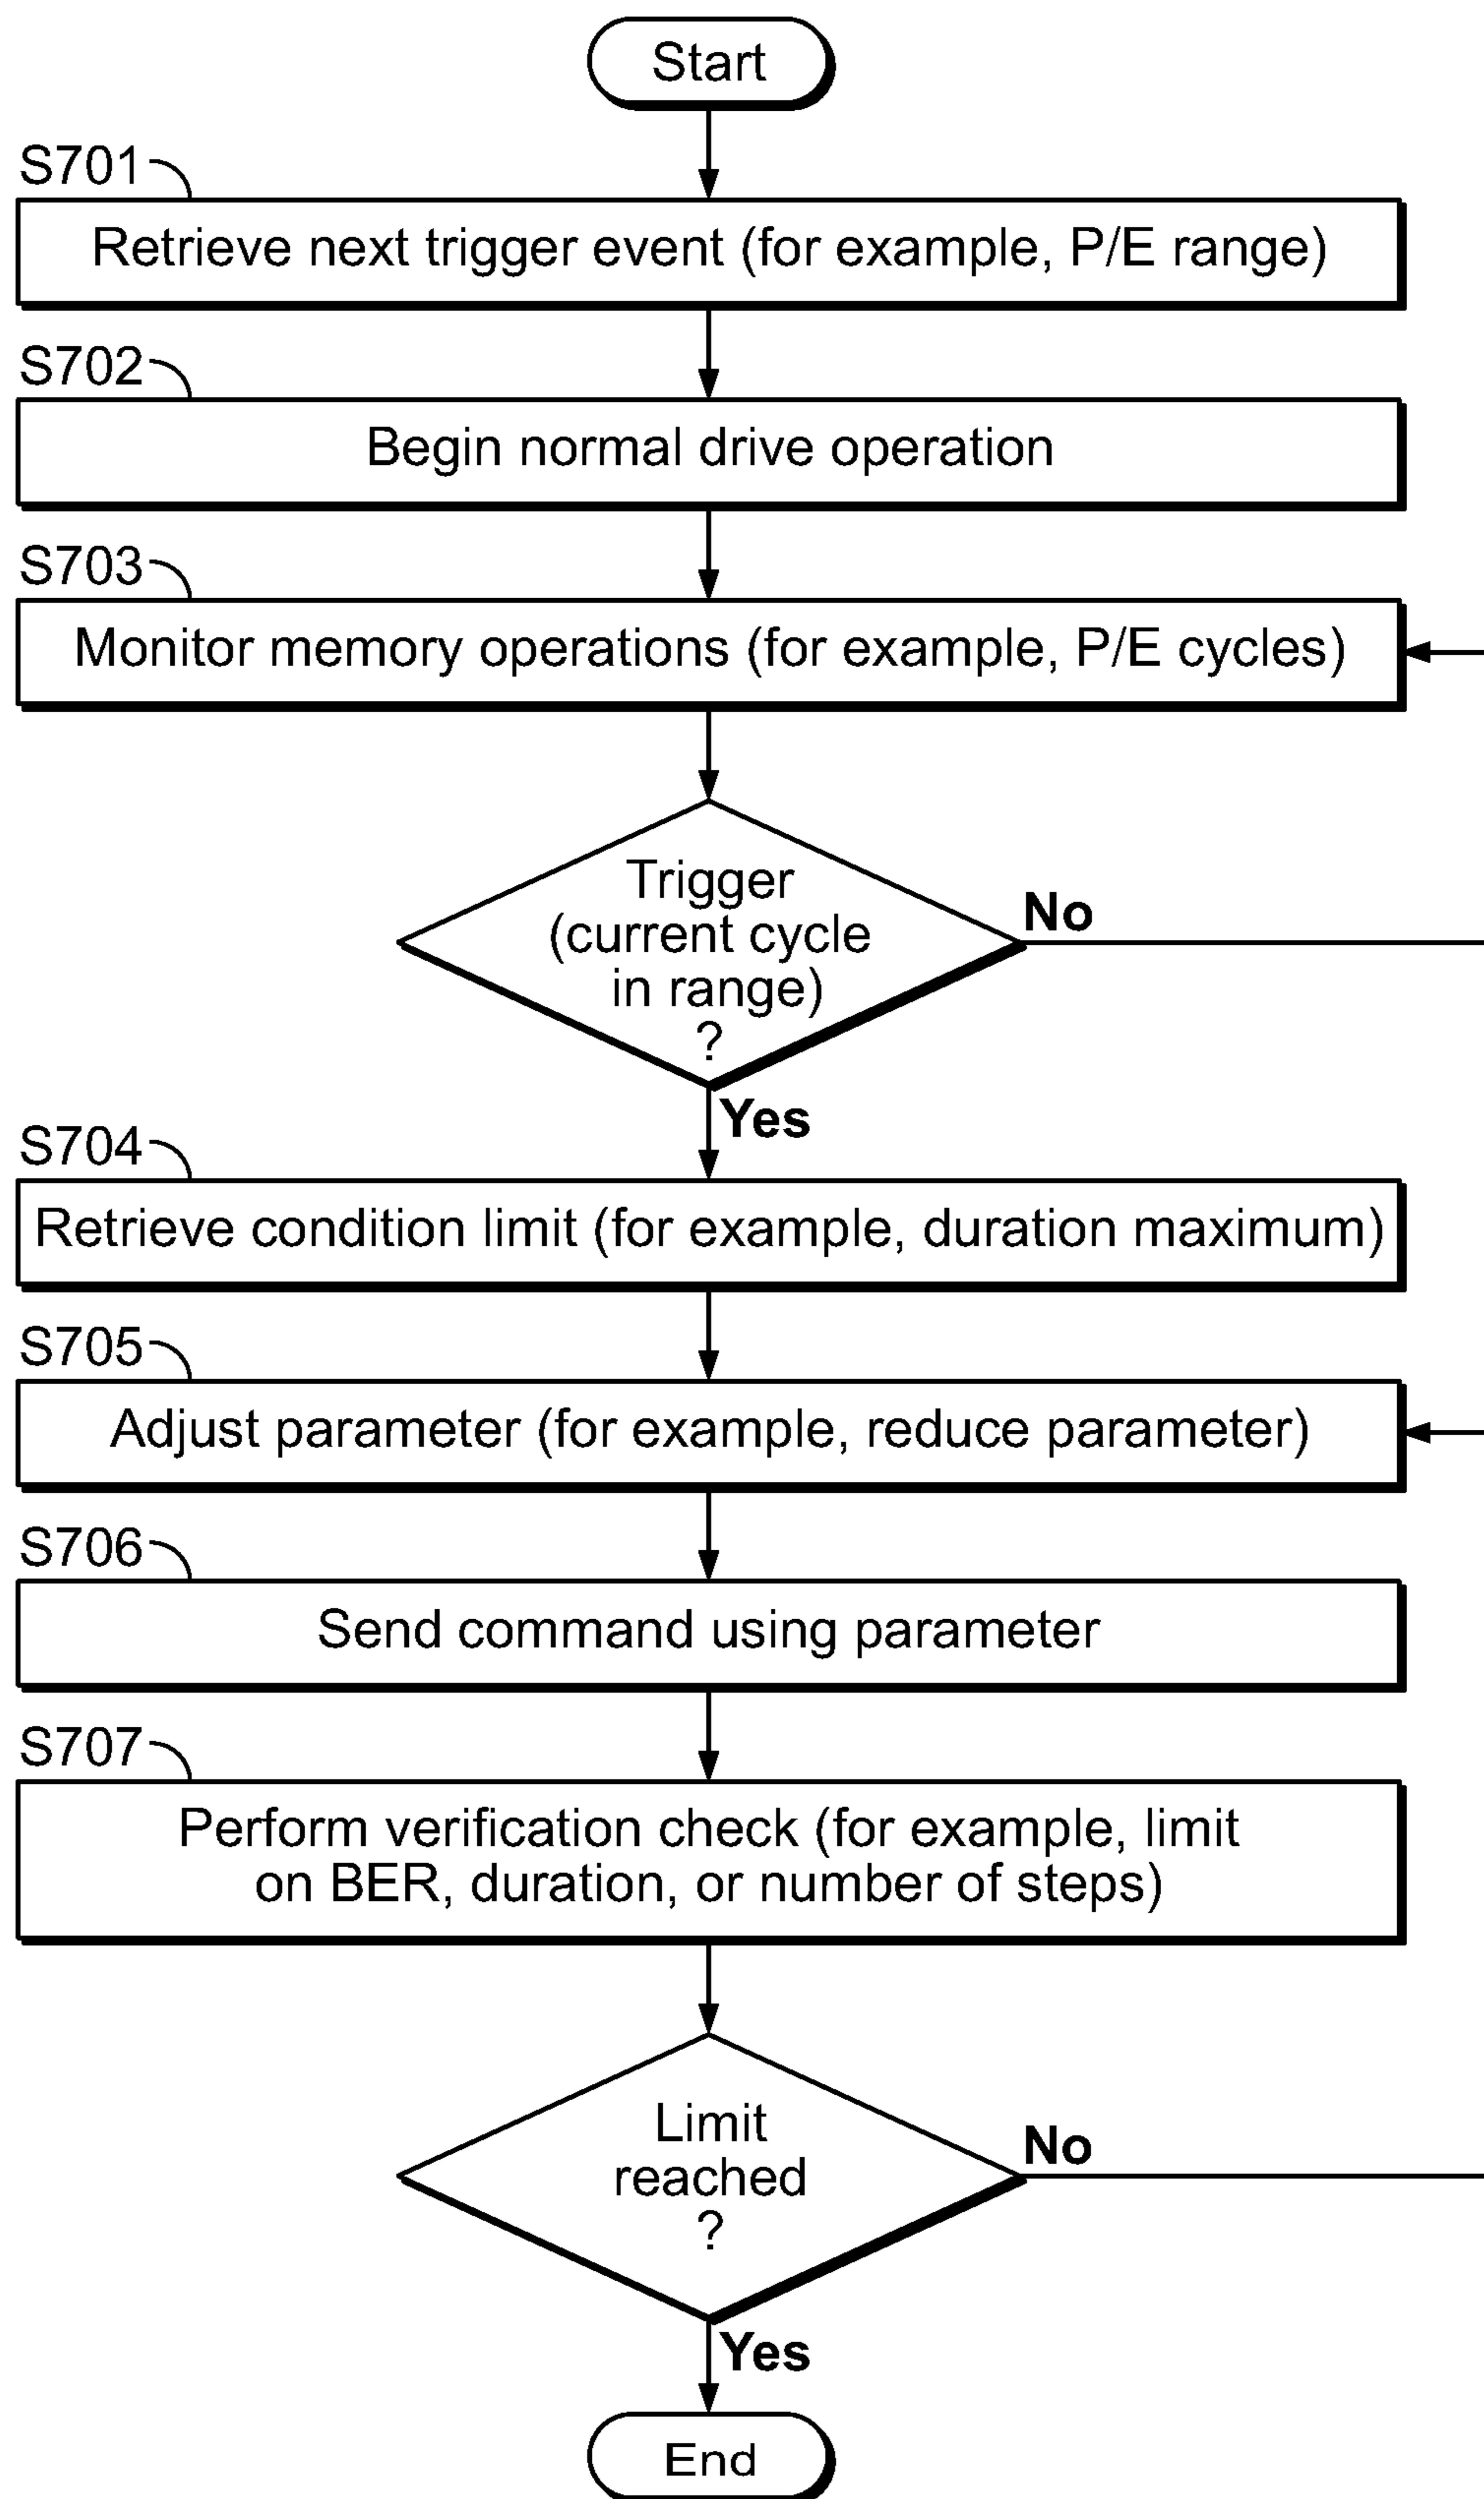 Start
S701
Retrieve next trigger event (for example, P/E range)
S702
Begin normal drive operation
S703
Monitor memory operations (for example, P/E cycles)
Trigger
(current cycle
in range)
?
No
Yes
S704
Retrieve condition limit (for example, duration maximum)
S705
Adjust parameter (for example, reduce parameter)
S706
Send command using parameter
S707
Perform verification check (for example, limit
on BER, duration, or number of steps)
Limit
reached
?
No
Yes
End